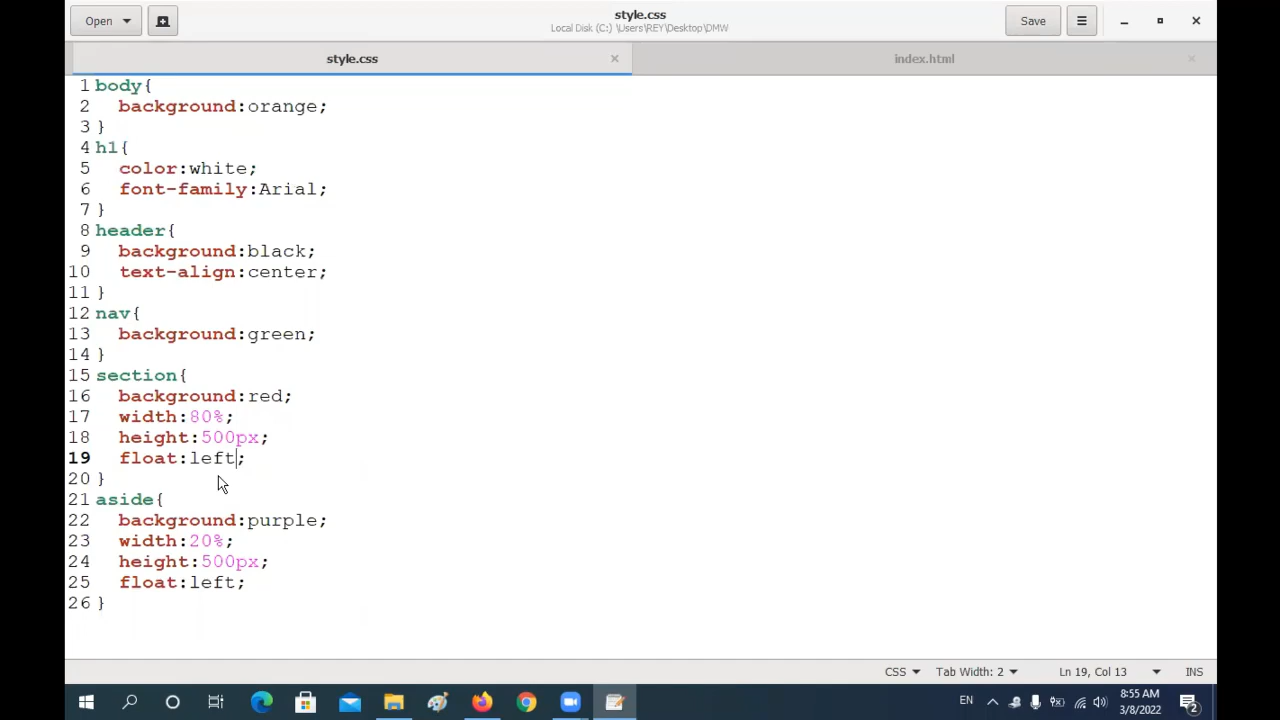 Open
style.css
Local Disk (C:) \Users\REY\Desktop\DMW
Save
style.css
index.html
1 body{
2 background:orange;
3 }
4 h1{
5 color:white;
6 font-family:Arial;
7 }
8 header{
9 background:black;
10 text-align:center;
11 }
12 nav{
13 background:green;
14 }
15 section{
16 background:red;
17 width:80%;
18 height:500px;
19 float:left;
20 }
21 aside{
22 background:purple;
23 width:20%;
24 height:500px;
25 float:left;
26 }
CSS Tab Width: 2 Ln 19, Col 13 INS
EN 8:55 AM
3/8/2022
2